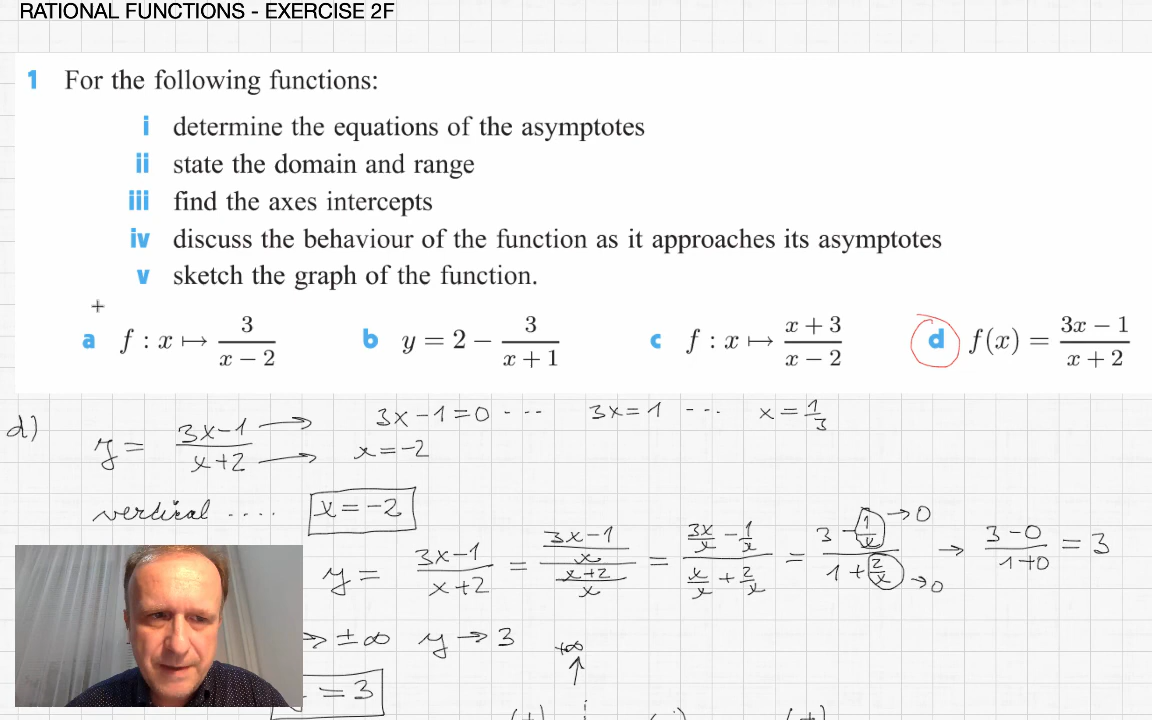 RATIONAL FUNCTIONS - EXERCISE 2F
1 For the following functions:
i determine the equations of the asymptotes
ii state the domain and range
iii find the axes intercepts
iv discuss the behaviour of the function as it approaches its asymptotes
v sketch the graph of the function.
a f : x ↦ 3/(x − 2) b y = 2 − 3/(x + 1) c f : x ↦ (x + 3)/(x − 2) d f(x) = (3x − 1)/(x + 2)
d) y = (3x-1)/(x+2) → 3x-1=0 ... 3x=1 ... x=1/3
→ x=-2
vertical .... x=-2
y = (3x-1)/(x+2) = ((3x-1)/x)/((x+2)/x) = (3x/x - 1/x)/(x/x + 2/x) = (3 - 1/x)/(1 + 2/x) → 0 → 0 → (3-0)/(1+0) = 3
→ ±∞ y → 3 +∞ ↑
= 3
(+) (-) (+)